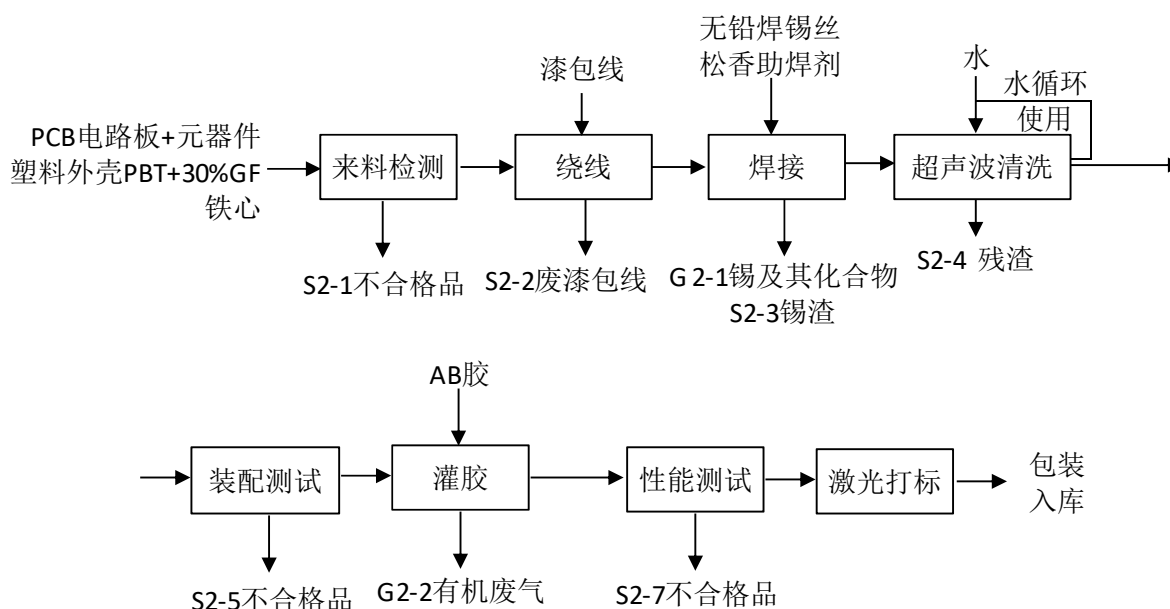 无铅焊锡丝
松香助焊剂
漆包线
水
水循环
使用
PCB电路板+元器件
塑料外壳PBT+30%GF
铁心
来料检测
绕线
焊接
超声波清洗
S2-1不合格品
S2-2废漆包线
G 2-1锡及其化合物
S2-3锡渣
S2-4 残渣
AB胶
装配测试
灌胶
性能测试
激光打标
包装
入库
S2-5不合格品
G2-2有机废气
S2-7不合格品